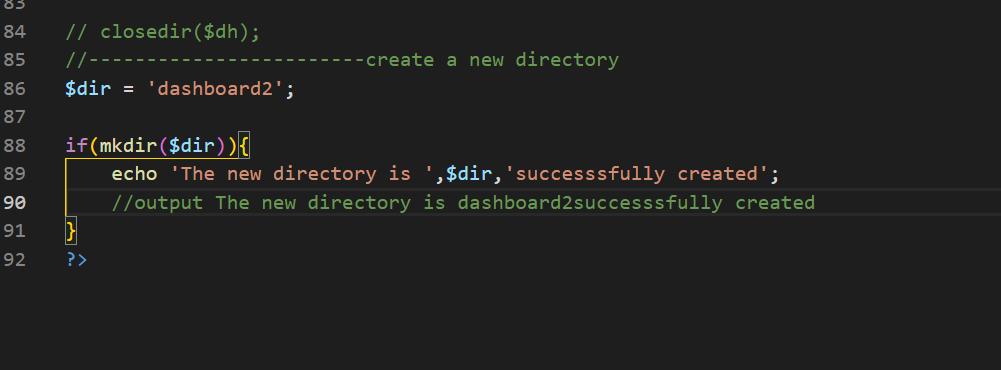 83
84 // closedir($dh);
85 //------------------------create a new directory
86 $dir = 'dashboard2';
87
88 if(mkdir($dir)){
89 echo 'The new directory is ',$dir,'successsfully created';
90 //output The new directory is dashboard2successsfully created
91 }
92 ?>